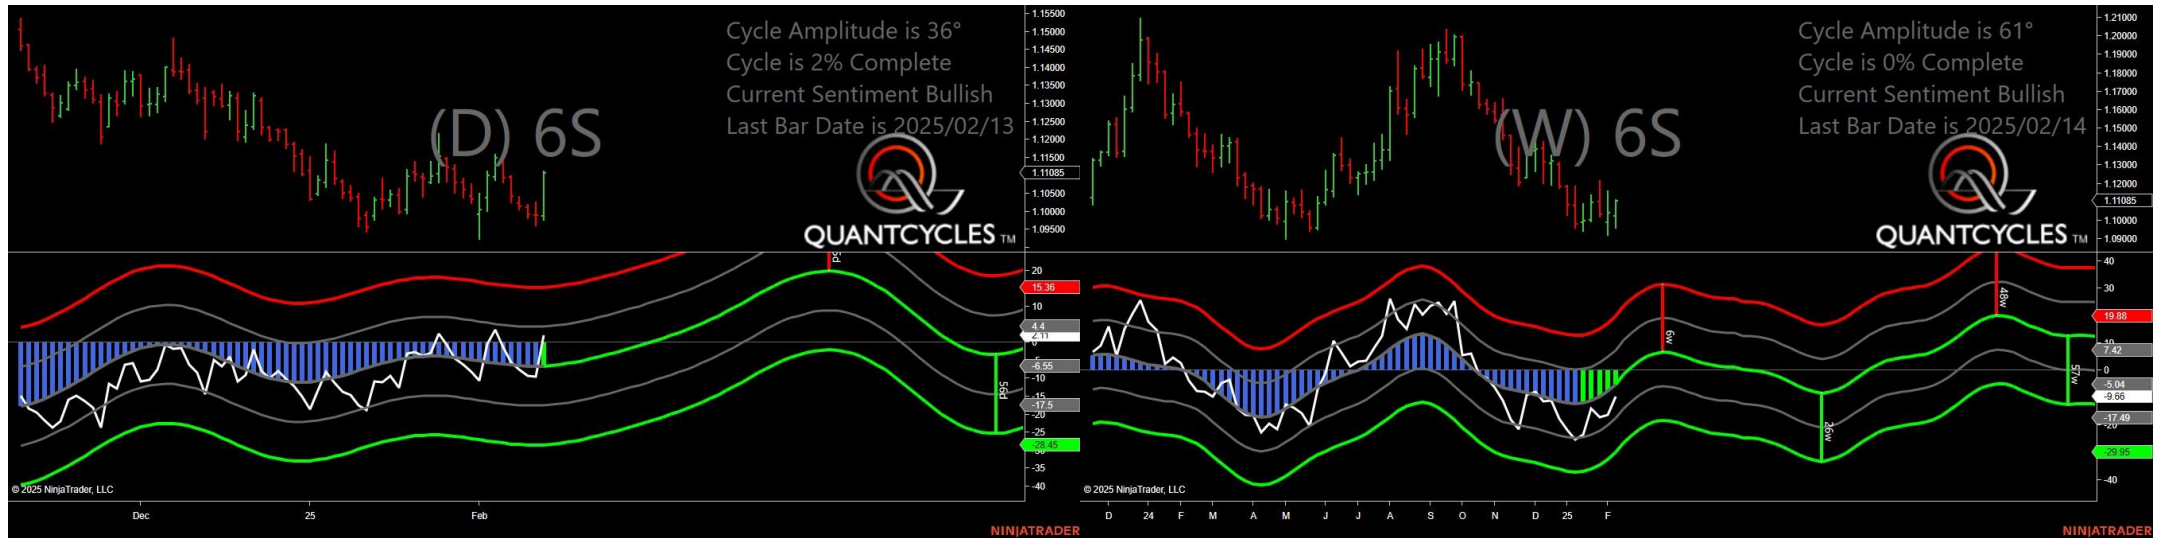 Cycle Amplitude is 36°
Cycle is 2% Complete
Current Sentiment Bullish
Last Bar Date is 2025/02/13
(D) 6S
QUANTCYCLES TM
1.15500
1.15000
1.14500
1.14000
1.13500
1.13000
1.12500
1.12000
1.11500
1.11085
1.10500
1.10000
1.09500
20
15.36
10
4.4
2.11
-6.55
-10
-15
-17.5
-20
-25
-28.45
-35
-40
56d
© 2025 NinjaTrader, LLC
Dec
25
Feb
NINJATRADER
Cycle Amplitude is 61°
Cycle is 0% Complete
Current Sentiment Bullish
Last Bar Date is 2025/02/14
(W) 6S
QUANTCYCLES TM
1.21000
1.20000
1.19000
1.18000
1.17000
1.16000
1.15000
1.14000
1.13000
1.12000
1.11085
1.10000
1.09000
40
30
19.88
7.42
0
-5.04
-9.66
-17.49
-29.95
-40
6w
26w
48w
57w
© 2025 NinjaTrader, LLC
D
24
F
M
A
M
J
J
A
S
O
N
D
25
F
NINJATRADER